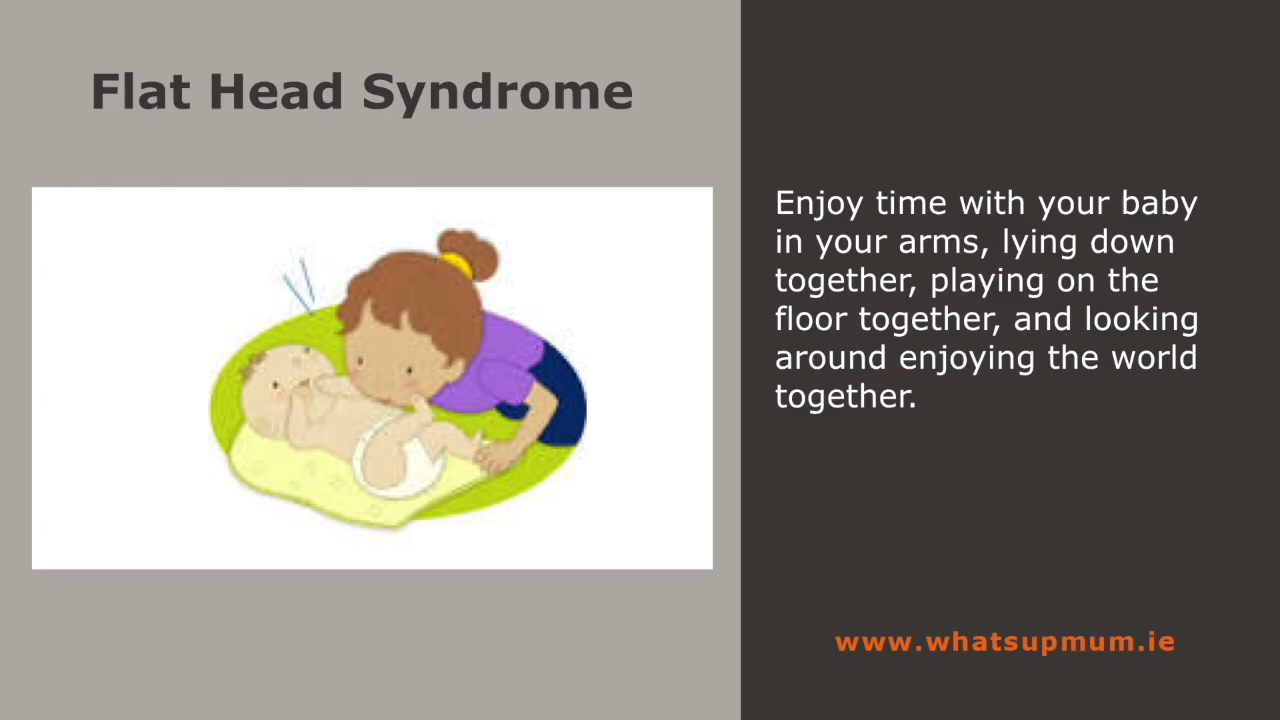 Flat Head Syndrome
Enjoy time with your baby
in your arms, lying down
together, playing on the
floor together, and looking
around enjoying the world
together.
www.whatsupmum.ie